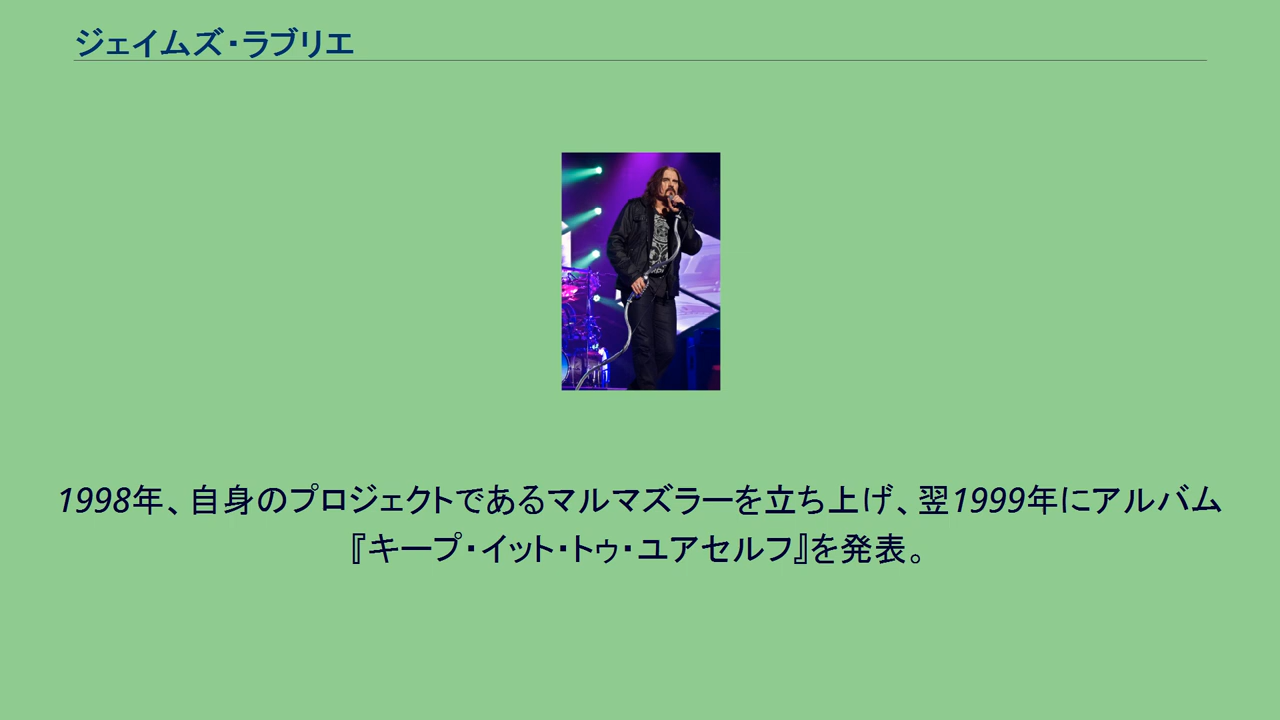 ジェイムズ・ラブリエ
1998年、自身のプロジェクトであるマルマズラーを立ち上げ、翌1999年にアルバム
『キープ・イット・トゥ・ユアセルフ』を発表。